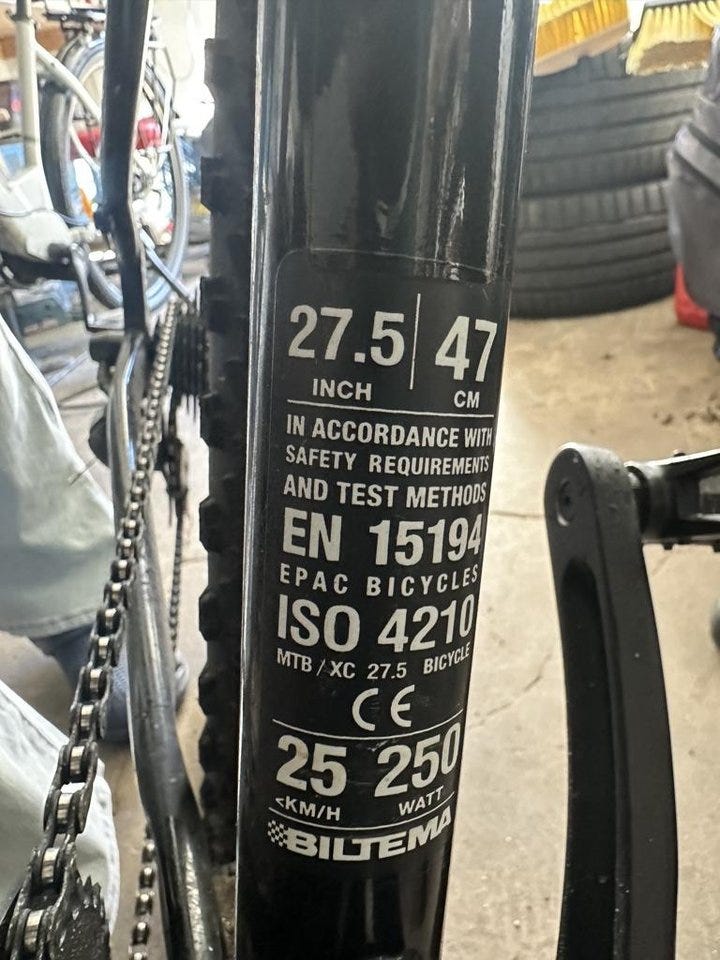 27.5 | 47
INCH CM
IN ACCORDANCE WITH
SAFETY REQUIREMENTS
AND TEST METHODS
EN 15194
EPAC BICYCLES
ISO 4210
MTB / XC 27.5 BICYCLE
CE
25 250
<KM/H WATT
BILTEMA